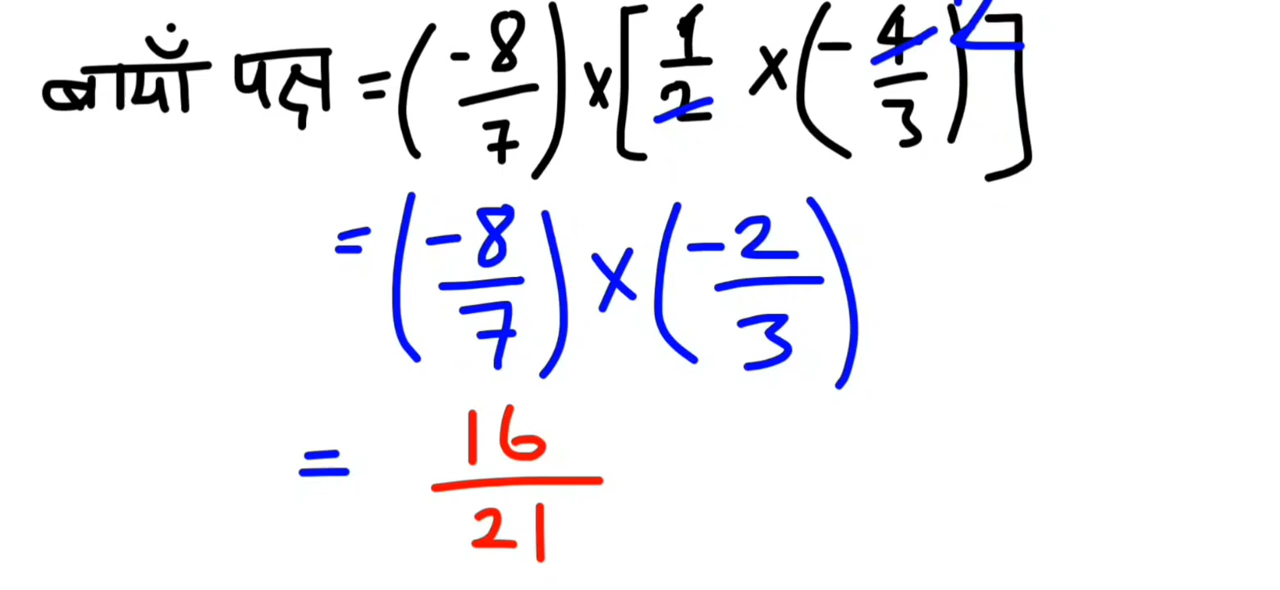 बायाँ पक्ष = (-8/7) × [1/2 × (-4/3)]
= (-8/7) × (-2/3)
= 16/21